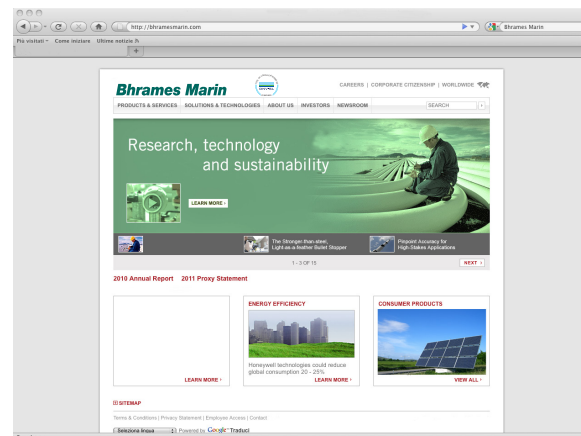 http://bhramesmarin.com
Bhrames Marin
Più visitati Come iniziare Ultime notizie
+
Bhrames Marin
CAREERS | CORPORATE CITIZENSHIP | WORLDWIDE
PRODUCTS & SERVICES SOLUTIONS & TECHNOLOGIES ABOUT US INVESTORS NEWSROOM SEARCH
Research, technology
and sustainability
LEARN MORE ›
The Stronger-than-steel,
Light-as-a-feather Bullet Stopper
Pinpoint Accuracy for
High-Stakes Applications
1 - 3 OF 15 NEXT ›
2010 Annual Report 2011 Proxy Statement
ENERGY EFFICIENCY
CONSUMER PRODUCTS
Honeywell technologies could reduce
global consumption 20 - 25%.
LEARN MORE › LEARN MORE › VIEW ALL ›
SITEMAP
Terms & Conditions | Privacy Statement | Employee Access | Contact
Seleziona lingua Powered by Google™ Traduci